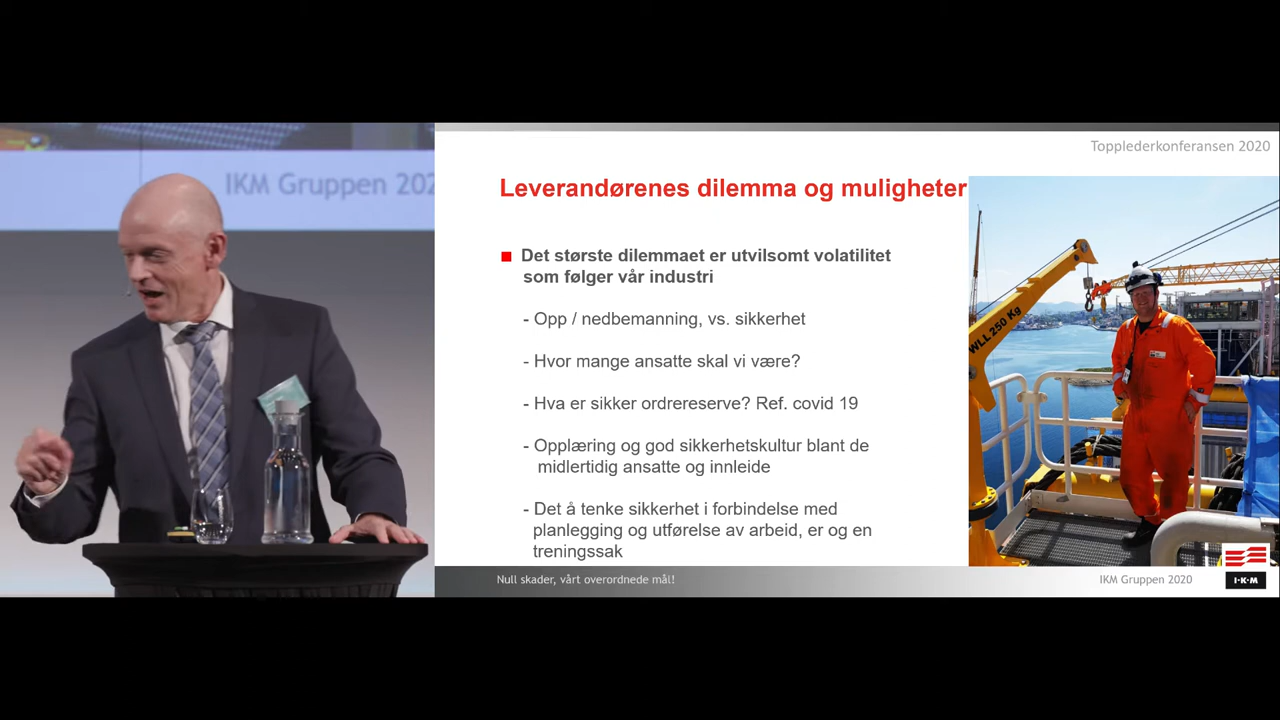 IKM Gruppen 202
Topplederkonferansen 2020
Leverandørenes dilemma og muligheter
Det største dilemmaet er utvilsomt volatilitet
som følger vår industri
- Opp / nedbemanning, vs. sikkerhet
- Hvor mange ansatte skal vi være?
- Hva er sikker ordrereserve? Ref. covid 19
- Opplæring og god sikkerhetskultur blant de
midlertidig ansatte og innleide
- Det å tenke sikkerhet i forbindelse med
planlegging og utførelse av arbeid, er og en
treningssak
WLL 250 Kg
Null skader, vårt overordnede mål!
IKM Gruppen 2020
I·K·M